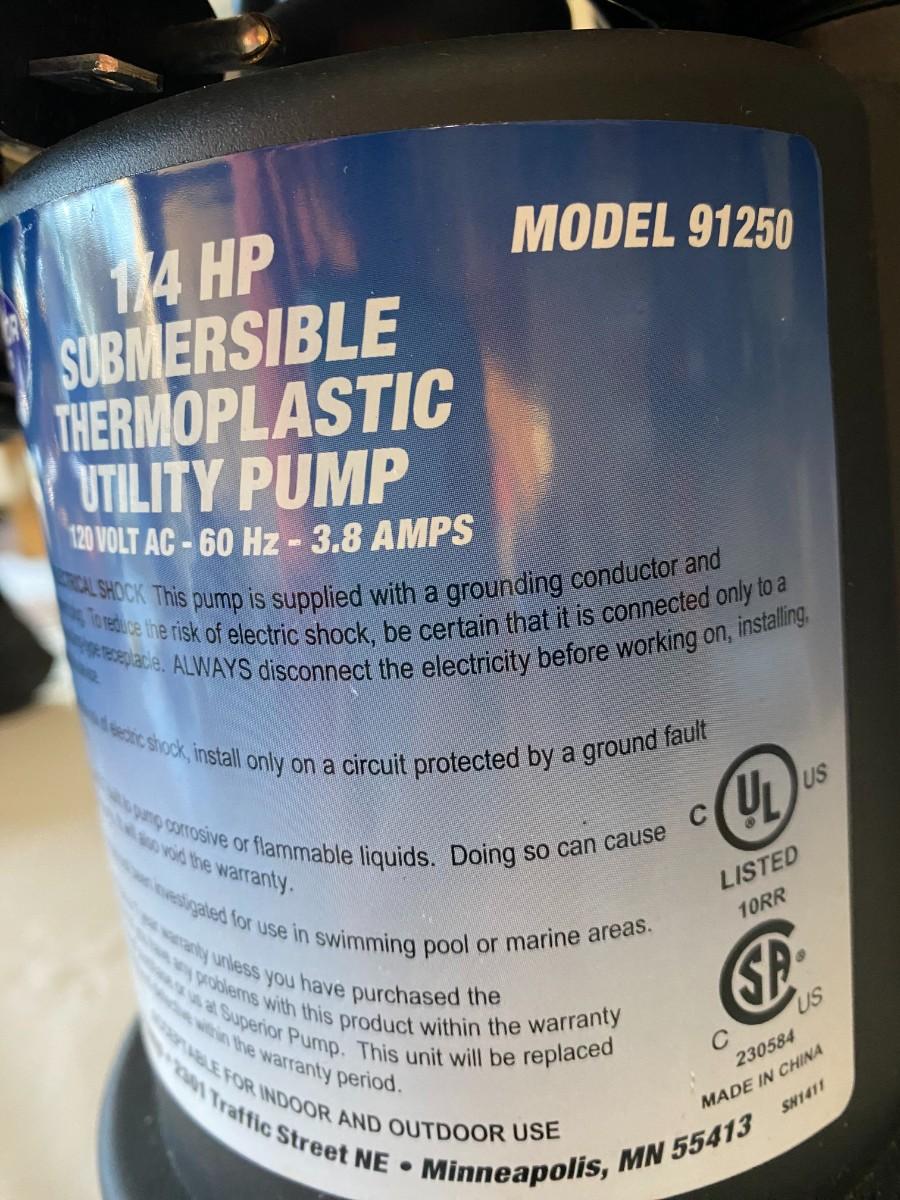 MODEL 91250
1/4 HP
SUBMERSIBLE
THERMOPLASTIC
UTILITY PUMP
120 VOLT AC - 60 Hz - 3.8 AMPS
SHOCK This pump is supplied with a grounding conductor and
To reduce the risk of electric shock, be certain that it is connected only to a
receptacle. ALWAYS disconnect the electricity before working on, installing,
of electric shock, install only on a circuit protected by a ground fault
pump corrosive or flammable liquids. Doing so can cause
also void the warranty.
been investigated for use in swimming pool or marine areas.
warranty unless you have purchased the
any problems with this product within the warranty
or us at Superior Pump. This unit will be replaced
within the warranty period.
FOR INDOOR AND OUTDOOR USE
2301 Traffic Street NE • Minneapolis, MN 55413
C UL ® US
LISTED
10RR
C SA ® US
230584
MADE IN CHINA
SH1411